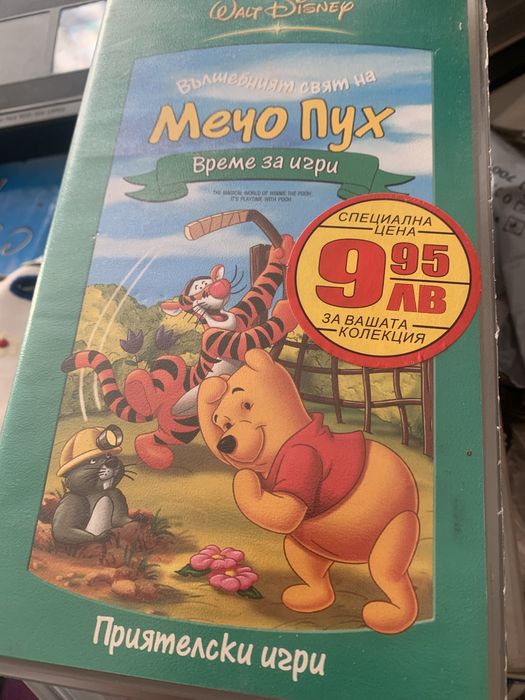 WALT DISNEY
Вълшебният свят на
Мечо Пух
Време за игри
THE MAGICAL WORLD OF WINNIE THE POOH
IT'S PLAYTIME WITH POOH
СПЕЦИАЛНА
ЦЕНА
9 95
ЛВ
ЗА ВАШАТА
КОЛЕКЦИЯ
Приятелски игри